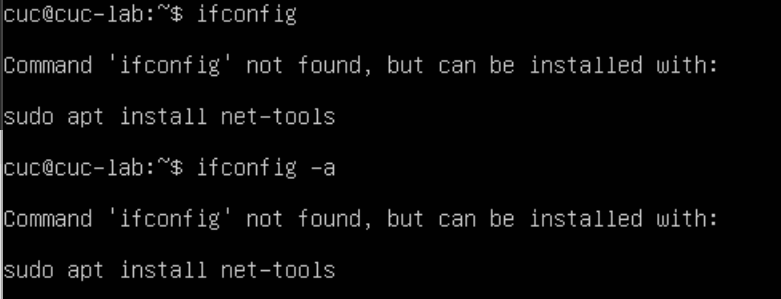 cuc@cuc-lab:~$ ifconfig
Command 'ifconfig' not found, but can be installed with:
sudo apt install net-tools
cuc@cuc-lab:~$ ifconfig -a
Command 'ifconfig' not found, but can be installed with:
sudo apt install net-tools